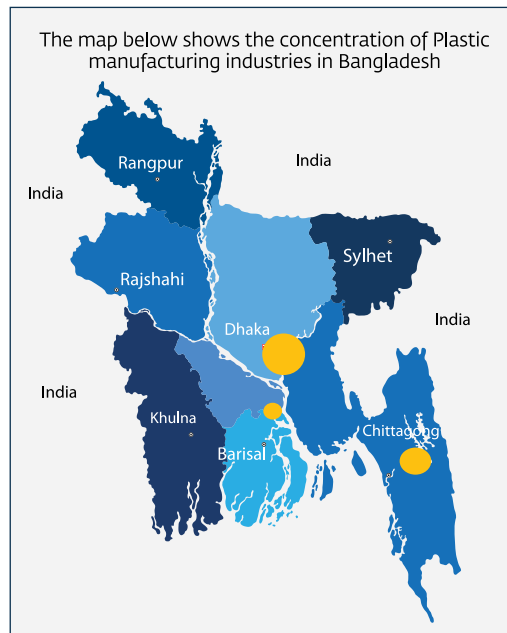 The map below shows the concentration of Plastic
manufacturing industries in Bangladesh
Rangpur
India
India
Sylhet
Rajshahi
Dhaka
India
India
Khulna
Chittagong
Barisal